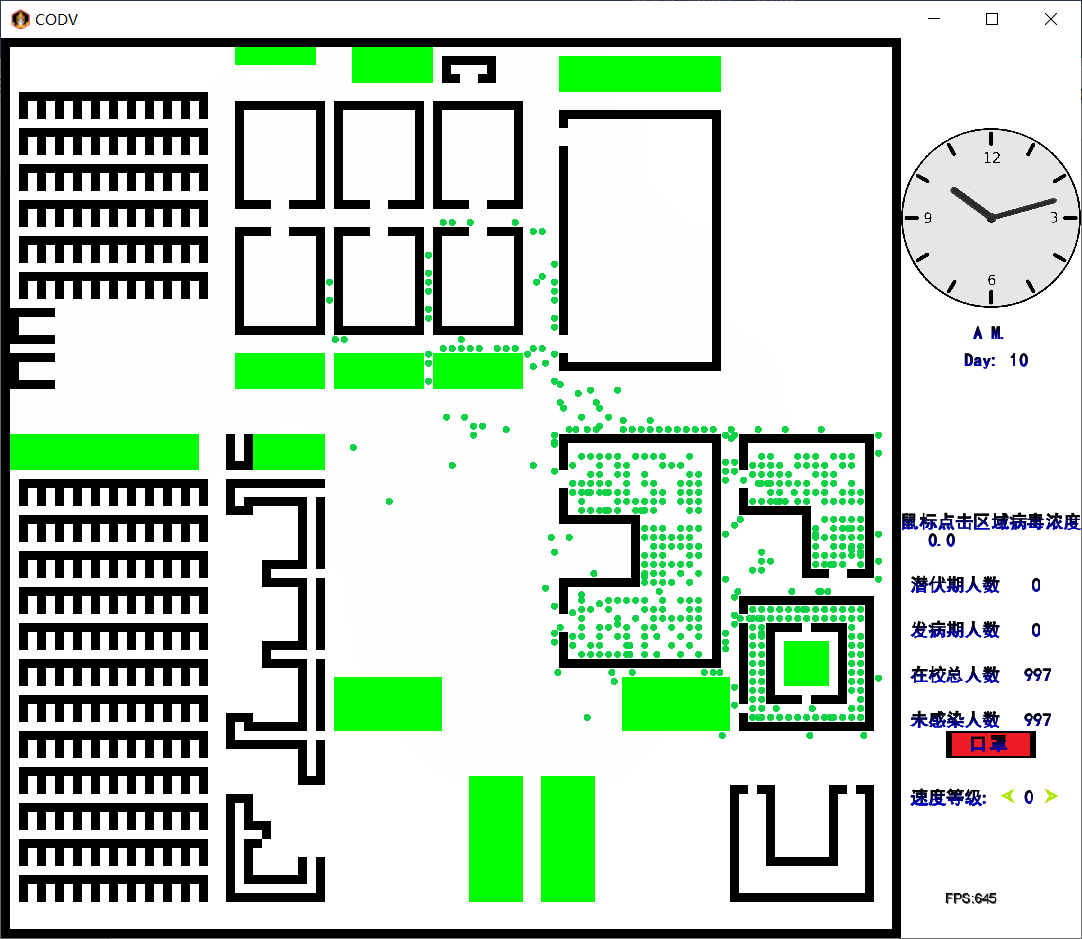 CODV
12
9
3
6
A M.
Day: 10
鼠标点击区域病毒浓度
0.0
潜伏期人数 0
发病期人数 0
在校总人数 997
未感染人数 997
口罩
速度等级: 0
FPS:645